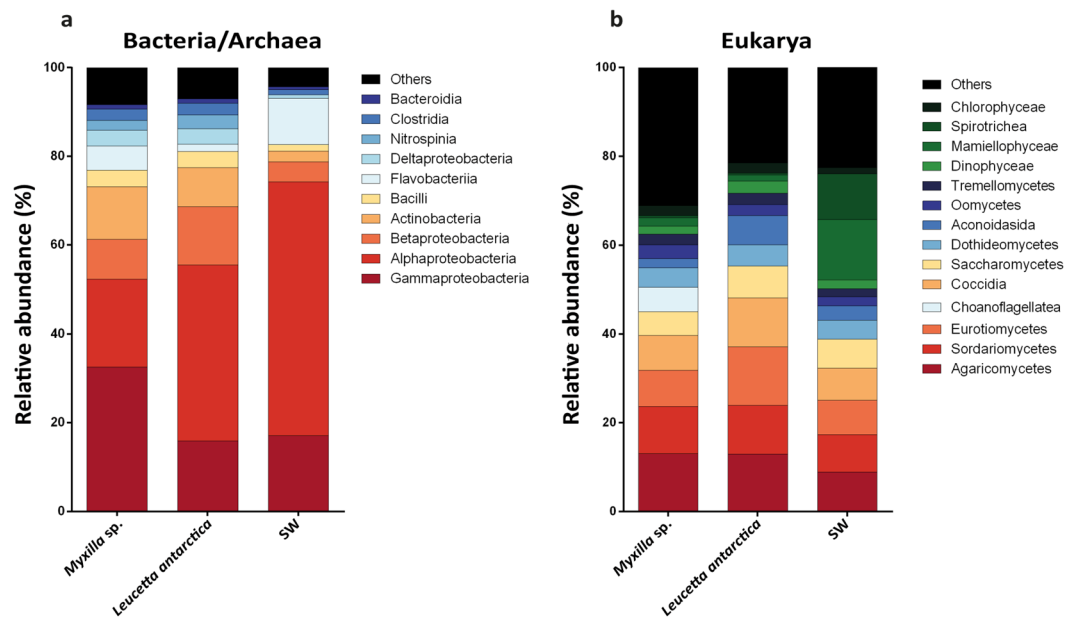 a
Bacteria/Archaea
Relative abundance (%)
100
80
60
40
20
0
Myxilla sp.
Leucetta antarctica
SW
Others
Bacteroidia
Clostridia
Nitrospinia
Deltaproteobacteria
Flavobacteriia
Bacilli
Actinobacteria
Betaproteobacteria
Alphaproteobacteria
Gammaproteobacteria
b
Eukarya
Relative abundance (%)
100
80
60
40
20
0
Myxilla sp.
Leucetta antarctica
SW
Others
Chlorophyceae
Spirotrichea
Mamiellophyceae
Dinophyceae
Tremellomycetes
Oomycetes
Aconoidasida
Dothideomycetes
Saccharomycetes
Coccidia
Choanoflagellatea
Eurotiomycetes
Sordariomycetes
Agaricomycetes